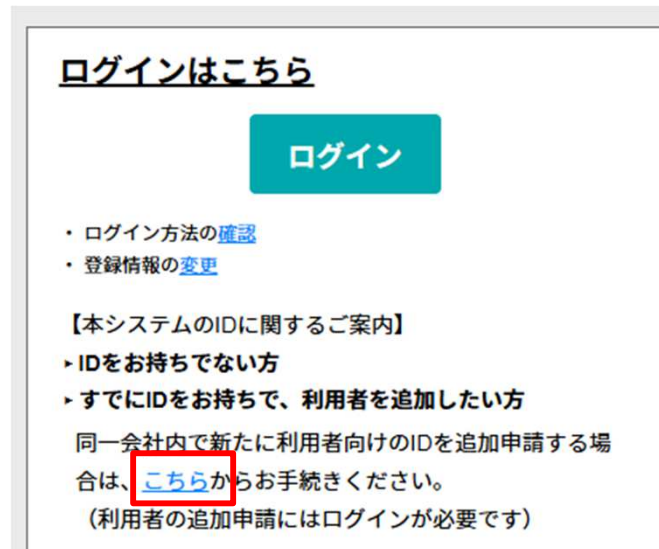 ログインはこちら
ログイン
・ ログイン方法の確認
・ 登録情報の変更
【本システムのIDに関するご案内】
▸ IDをお持ちでない方
▸ すでにIDをお持ちで、利用者を追加したい方
同一会社内で新たに利用者向けのIDを追加申請する場
合は、こちらからお手続きください。
（利用者の追加申請にはログインが必要です）